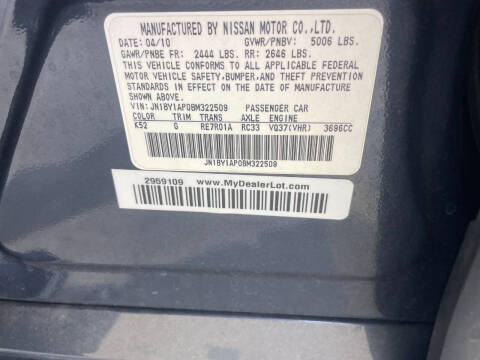 MANUFACTURED BY NISSAN MOTOR CO., LTD.
DATE: 04/10 GVWR/PNBV: 5006 LBS.
GAWR/PNBE FR: 2444 LBS. RR: 2646 LBS.
THIS VEHICLE CONFORMS TO ALL APPLICABLE FEDERAL
MOTOR VEHICLE SAFETY, BUMPER, AND THEFT PREVENTION
STANDARDS IN EFFECT ON THE DATE OF MANUFACTURE
SHOWN ABOVE.
VIN: JN1BY1AP0BM322509 PASSENGER CAR
COLOR TRIM TRANS AXLE ENGINE
K52 G RE7R01A RC33 VQ37(VHR) 3696CC
JN1BY1AP0BM322509
2959109 www.MyDealerLot.com